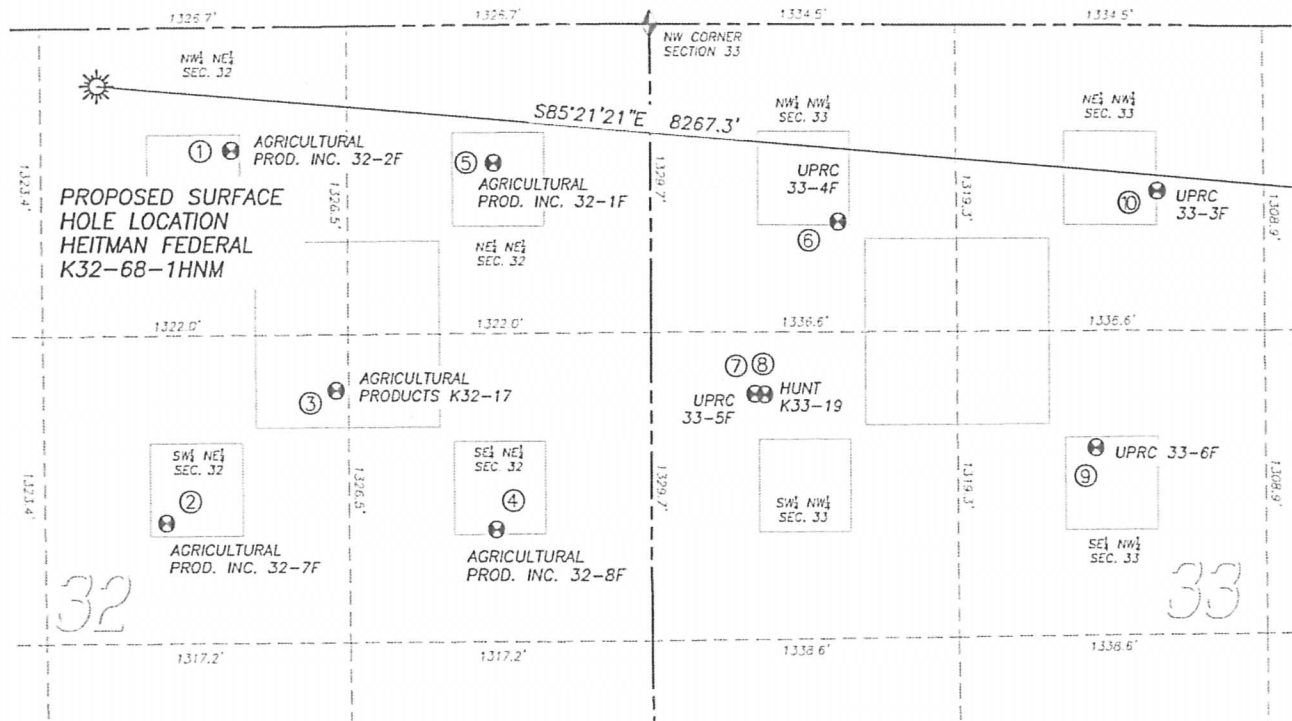 1326.7'
1326.7'
1334.5'
1334.5'
NW CORNER
SECTION 33
NW¼ NE¼
SEC. 32
S85°21'21"E 8267.3'
NW¼ NW¼
SEC. 33
NE¼ NW¼
SEC. 33
1
AGRICULTURAL
PROD. INC. 32-2F
5
AGRICULTURAL
PROD. INC. 32-1F
UPRC
33-4F
6
10
UPRC
33-3F
1323.4'
1326.5'
1329.7'
1319.3'
1308.9'
PROPOSED SURFACE
HOLE LOCATION
HEITMAN FEDERAL
K32-68-1HNM
NE¼ NE¼
SEC. 32
1322.0'
1322.0'
1336.6'
1336.6'
3
AGRICULTURAL
PRODUCTS K32-17
7
8
UPRC
33-5F
HUNT
K33-19
SW¼ NE¼
SEC. 32
2
AGRICULTURAL
PROD. INC. 32-7F
SE¼ NE¼
SEC. 32
4
AGRICULTURAL
PROD. INC. 32-8F
SW¼ NW¼
SEC. 33
9
UPRC 33-6F
SE¼ NW¼
SEC. 33
1323.4'
1326.5'
1329.7'
1319.3'
1308.9'
32
33
1317.2'
1317.2'
1338.6'
1338.6'